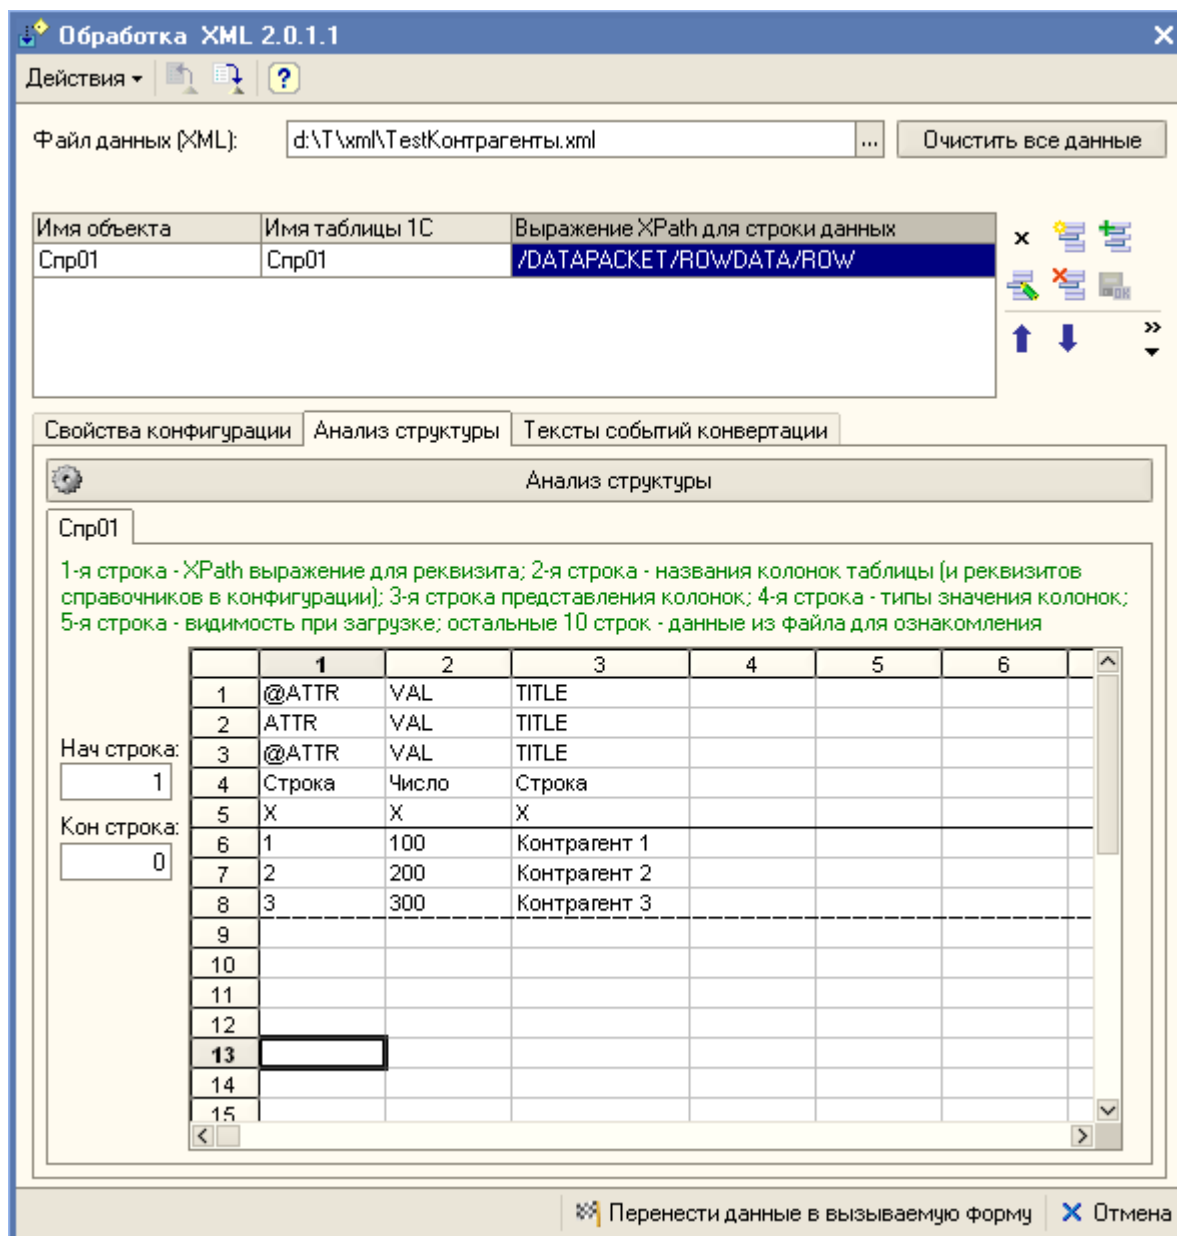 Обработка XML 2.0.1.1
Действия
Файл данных (XML): d:\T\xml\TestКонтрагенты.xml ... Очистить все данные
Имя объекта Имя таблицы 1С Выражение XPath для строки данных
Спр01 Спр01 /DATAPACKET/ROWDATA/ROW
Свойства конфигурации Анализ структуры Тексты событий конвертации
Анализ структуры
Спр01
1-я строка - XPath выражение для реквизита; 2-я строка - названия колонок таблицы (и реквизитов
справочников в конфигурации); 3-я строка представления колонок; 4-я строка - типы значения колонок;
5-я строка - видимость при загрузке; остальные 10 строк - данные из файла для ознакомления
1 2 3 4 5 6
1 @ATTR VAL TITLE
2 ATTR VAL TITLE
Нач строка: 3 @ATTR VAL TITLE
1 4 Строка Число Строка
Кон строка: 5 X X X
0 6 1 100 Контрагент 1
7 2 200 Контрагент 2
8 3 300 Контрагент 3
9
10
11
12
13
14
15
Перенести данные в вызываемую форму Отмена